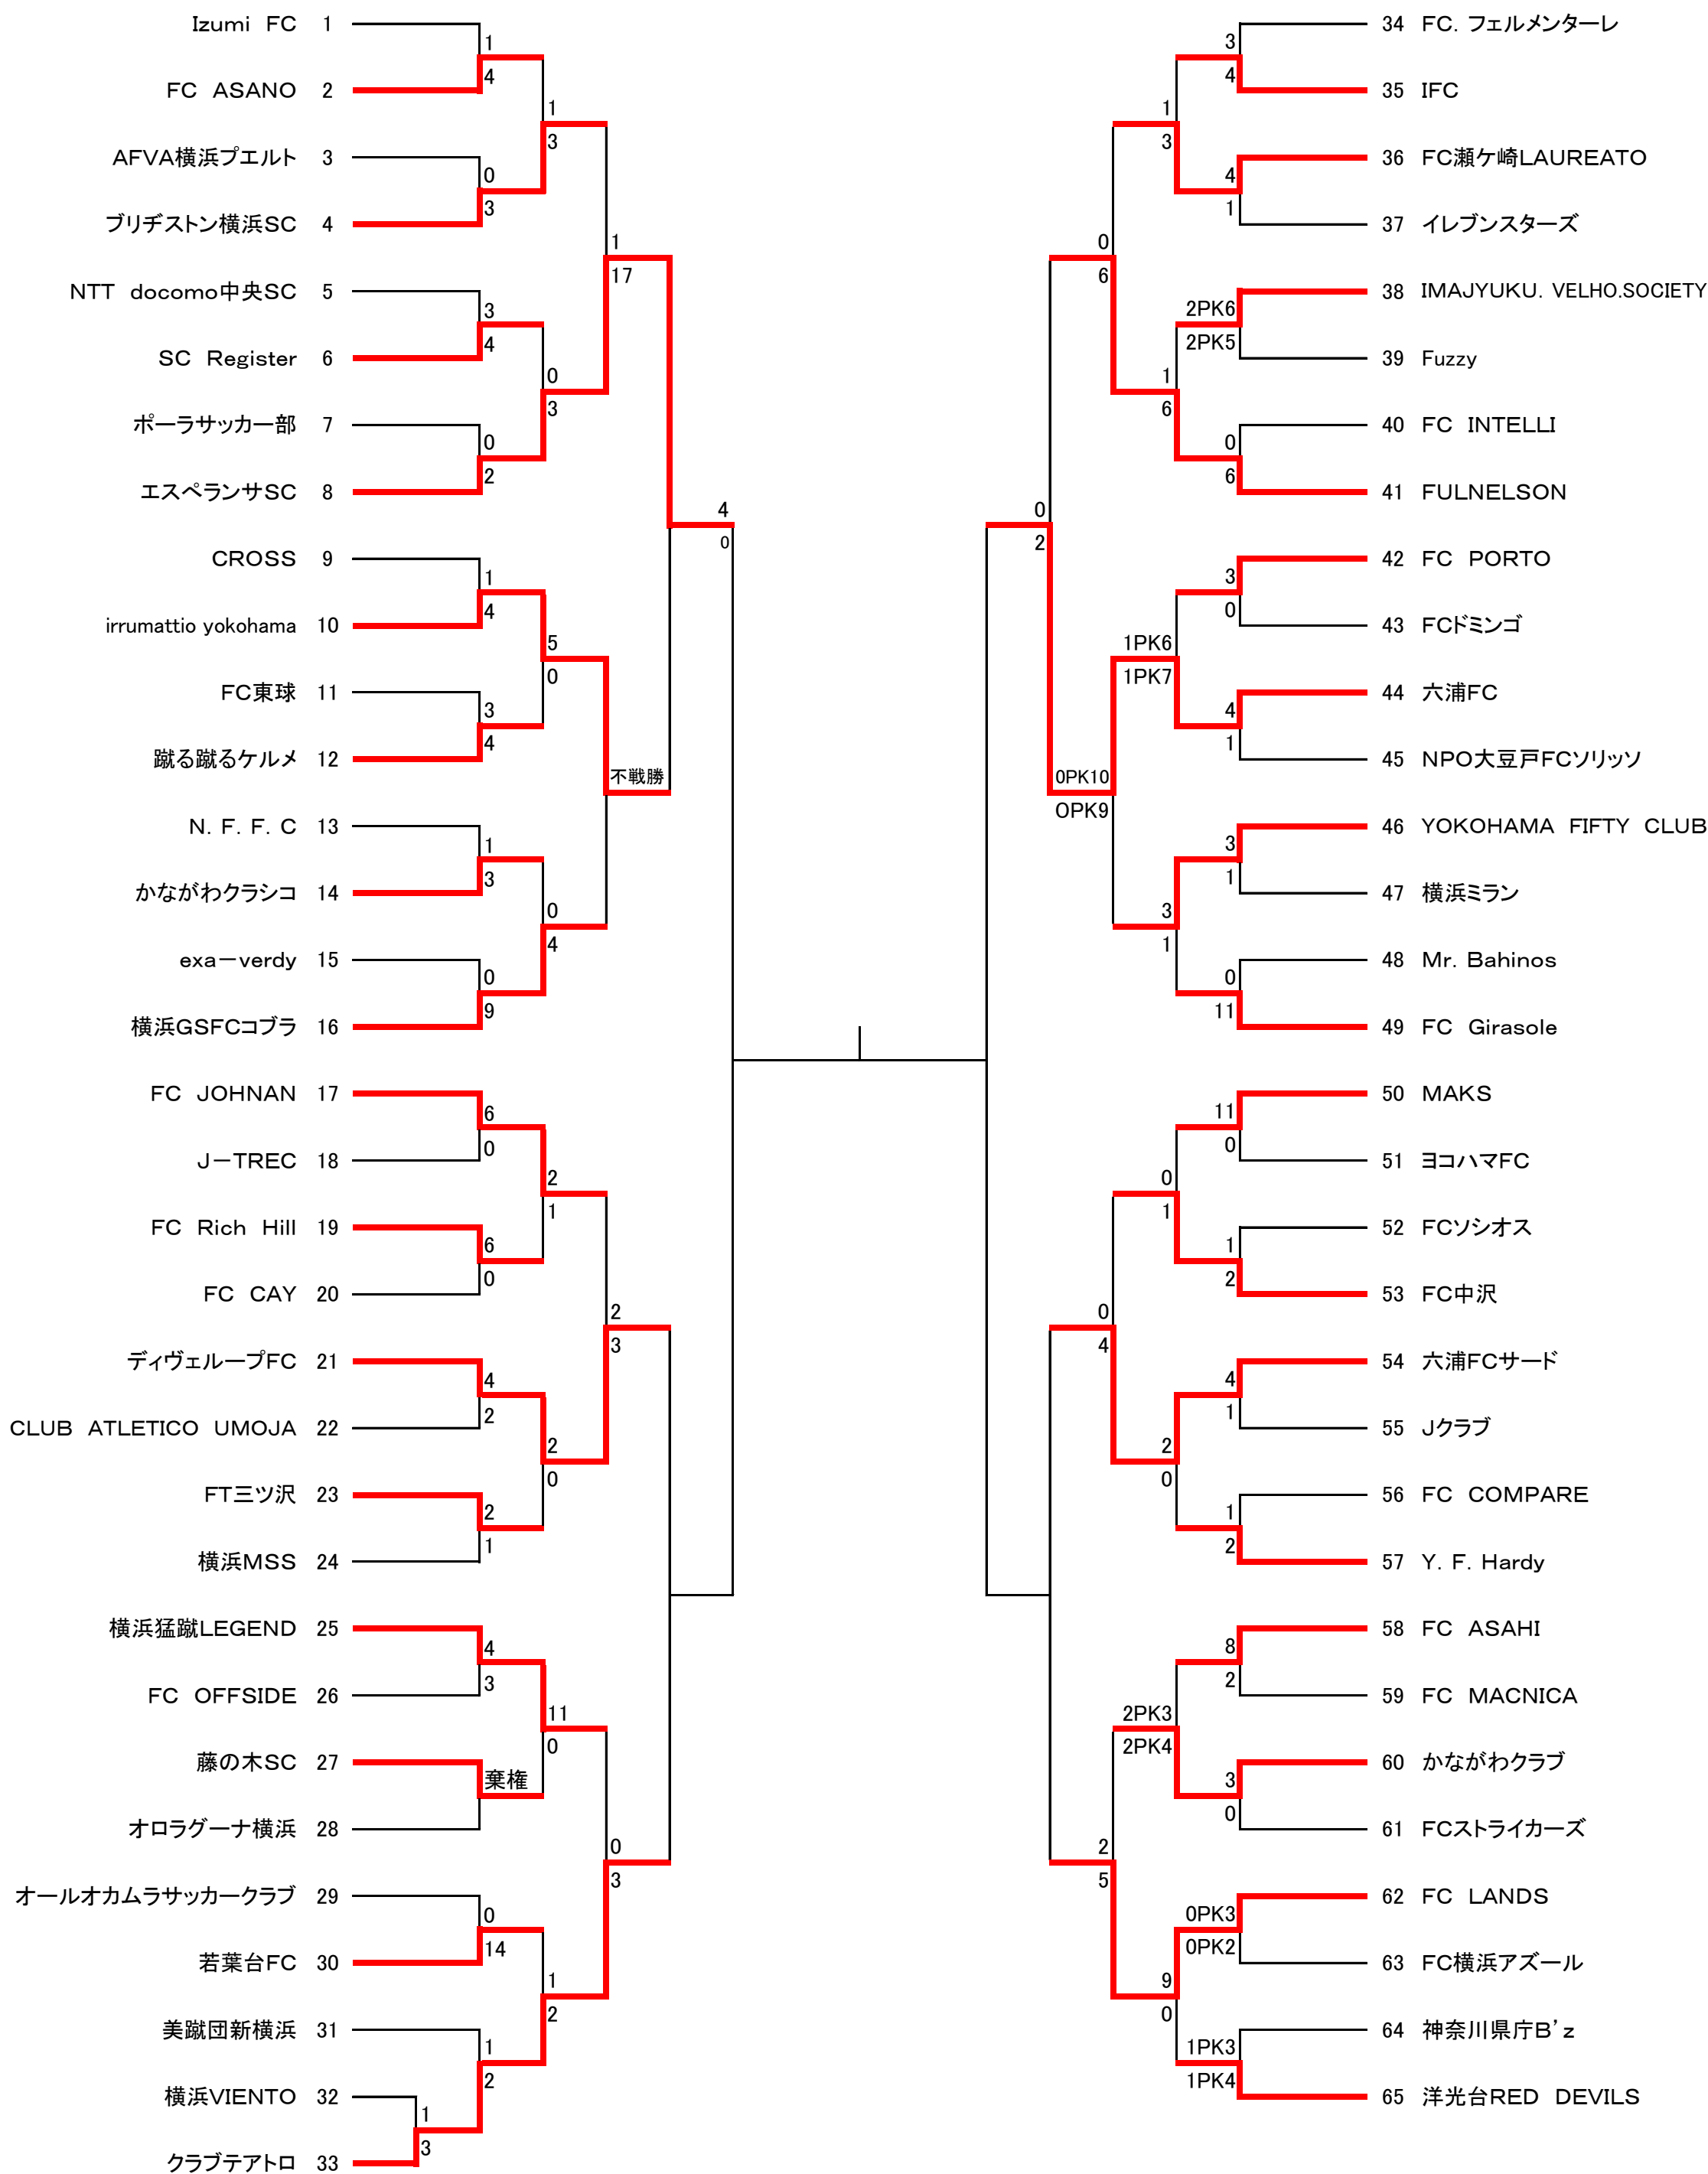 Izumi FC 1
FC ASANO 2
AFVA横浜プエルト 3
ブリヂストン横浜SC 4
NTT docomo中央SC 5
SC Register 6
ポーラサッカー部 7
エスペランサSC 8
CROSS 9
irrumattio yokohama 10
FC東球 11
蹴る蹴るケルメ 12
N. F. F. C 13
かながわクラシコ 14
exa－verdy 15
横浜GSFCコブラ 16
FC JOHNAN 17
J－TREC 18
FC Rich Hill 19
FC CAY 20
ディヴェループFC 21
CLUB ATLETICO UMOJA 22
FT三ツ沢 23
横浜MSS 24
横浜猛蹴LEGEND 25
FC OFFSIDE 26
藤の木SC 27
オロラグーナ横浜 28
オールオカムラサッカークラブ 29
若葉台FC 30
美蹴団新横浜 31
横浜VIENTO 32
クラブテアトロ 33
1
4
0
3
3
4
0
2
1
4
3
4
1
3
0
9
6
0
6
0
4
2
2
1
4
3
棄権
0
14
1
2
1
3
1
3
0
3
5
0
0
4
2
1
2
0
11
0
1
2
1
17
不戦勝
2
3
0
3
4
0
0
2
0
6
0PK10
OPK9
0
4
2
5
1
3
1
6
1PK6
1PK7
3
1
0
1
2
0
2PK3
2PK4
9
0
3
4
4
1
2PK6
2PK5
0
6
3
0
4
1
3
1
0
11
11
0
1
2
4
1
1
2
8
2
3
0
0PK3
0PK2
1PK3
1PK4
34 FC. フェルメンターレ
35 IFC
36 FC瀬ケ崎LAUREATO
37 イレブンスターズ
38 IMAJYUKU. VELHO.SOCIETY
39 Fuzzy
40 FC INTELLI
41 FULNELSON
42 FC PORTO
43 FCドミンゴ
44 六浦FC
45 NPO大豆戸FCソリッソ
46 YOKOHAMA FIFTY CLUB
47 横浜ミラン
48 Mr. Bahinos
49 FC Girasole
50 MAKS
51 ヨコハマFC
52 FCソシオス
53 FC中沢
54 六浦FCサード
55 Jクラブ
56 FC COMPARE
57 Y. F. Hardy
58 FC ASAHI
59 FC MACNICA
60 かながわクラブ
61 FCストライカーズ
62 FC LANDS
63 FC横浜アズール
64 神奈川県庁B’z
65 洋光台RED DEVILS